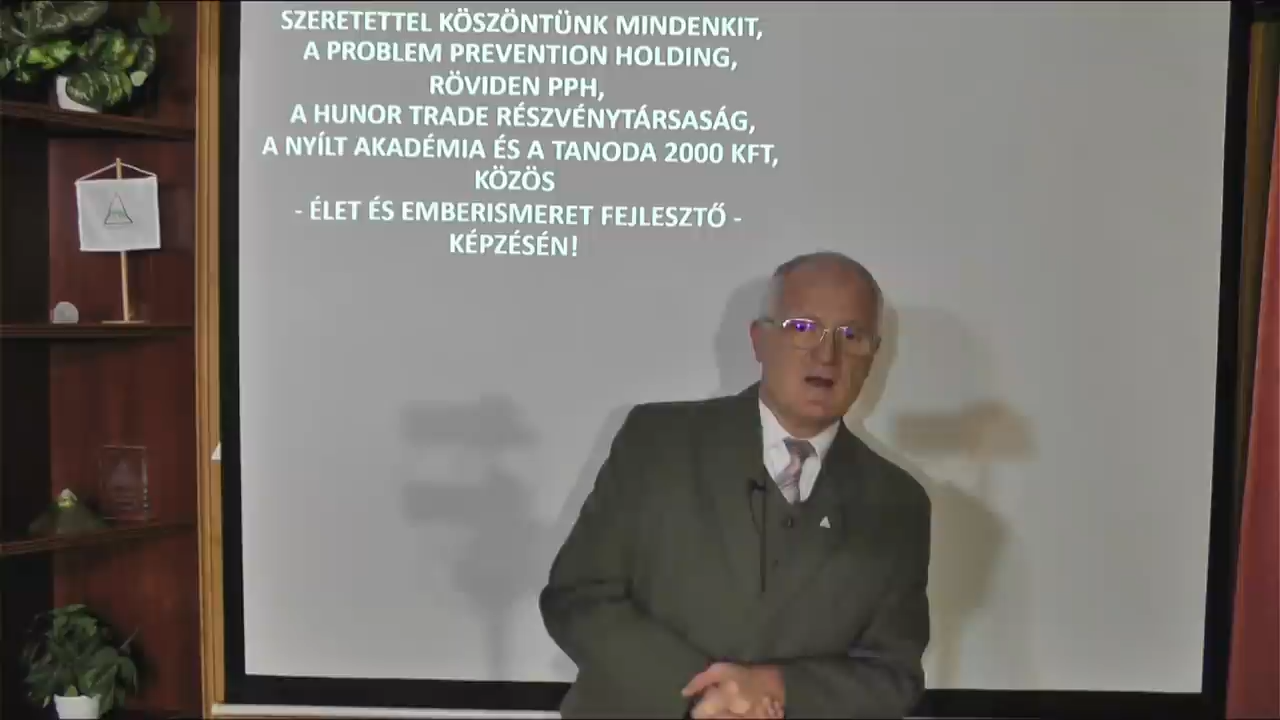 SZERETETTEL KÖSZÖNTÜNK MINDENKIT,
A PROBLEM PREVENTION HOLDING,
RÖVIDEN PPH,
A HUNOR TRADE RÉSZVÉNYTÁRSASÁG,
A NYÍLT AKADÉMIA ÉS A TANODA 2000 KFT,
KÖZÖS
- ÉLET ÉS EMBERISMERET FEJLESZTŐ -
KÉPZÉSÉN!